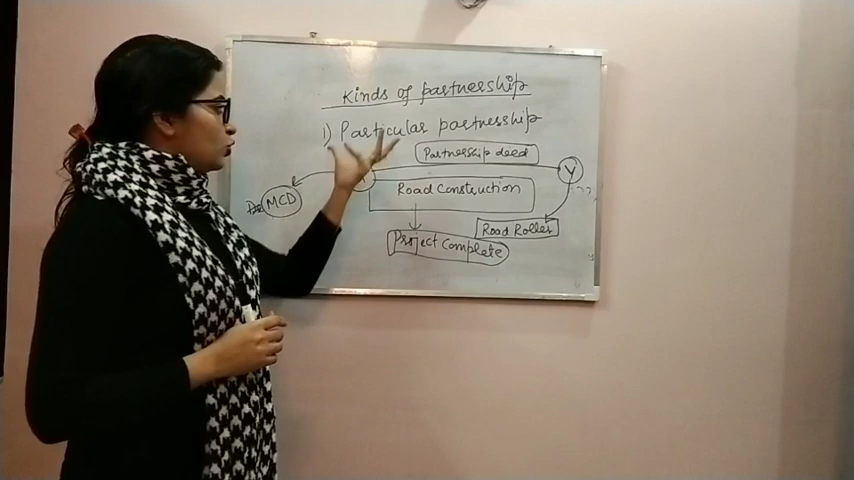 Kinds of partnership
1) Particular partnership
Partnership deed
Y
MCD
Road Construction
??
Road Roller
Project Complete